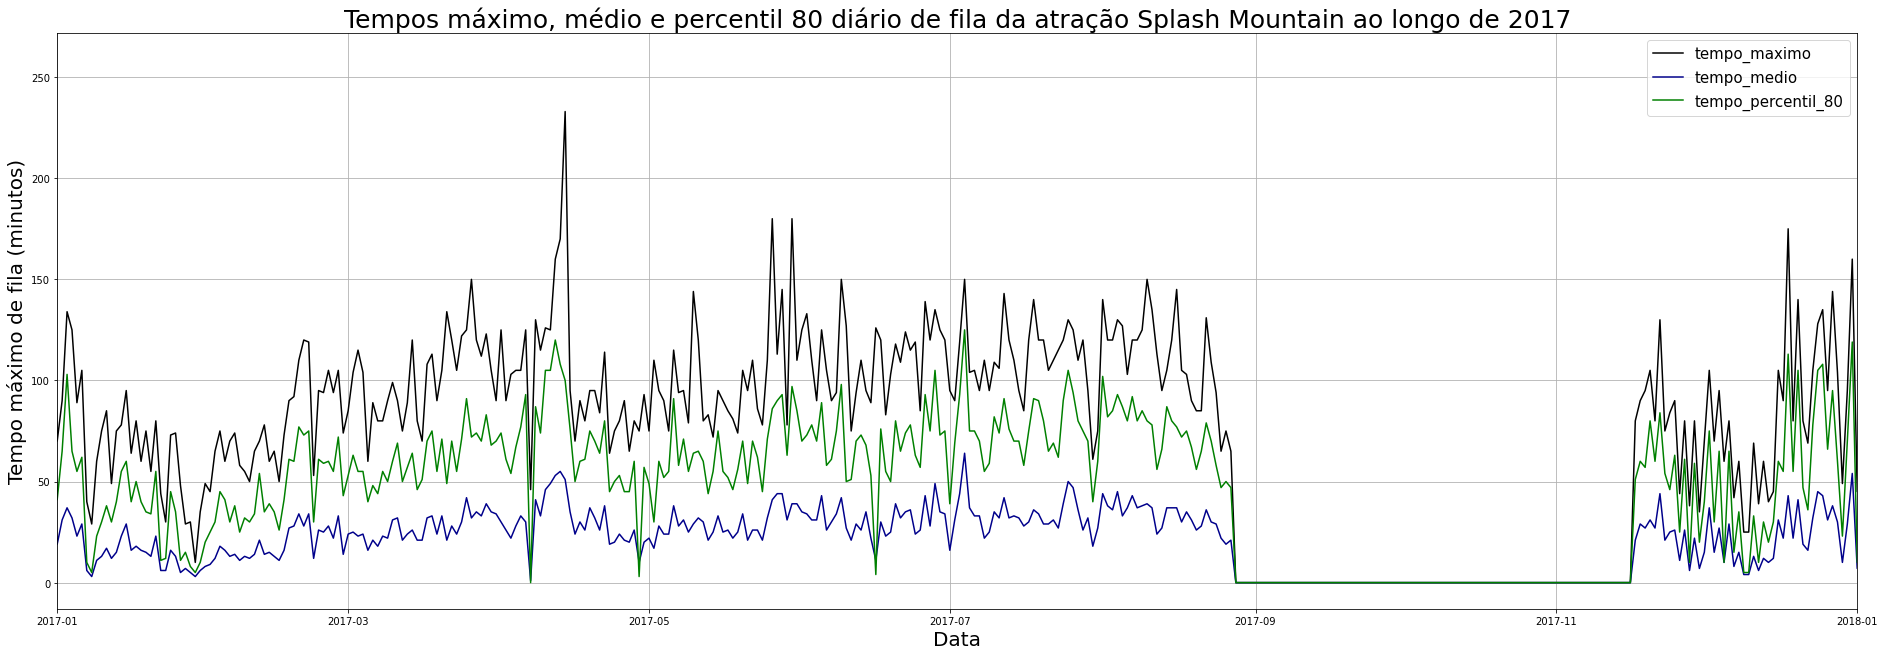 Tempos máximo, médio e percentil 80 diário de fila da atração Splash Mountain ao longo de 2017
tempo_maximo
tempo_medio
tempo_percentil_80
Tempo máximo de fila (minutos)
250
200
150
100
50
0
2017-01
2017-03
2017-05
2017-07
2017-09
2017-11
2018-01
Data